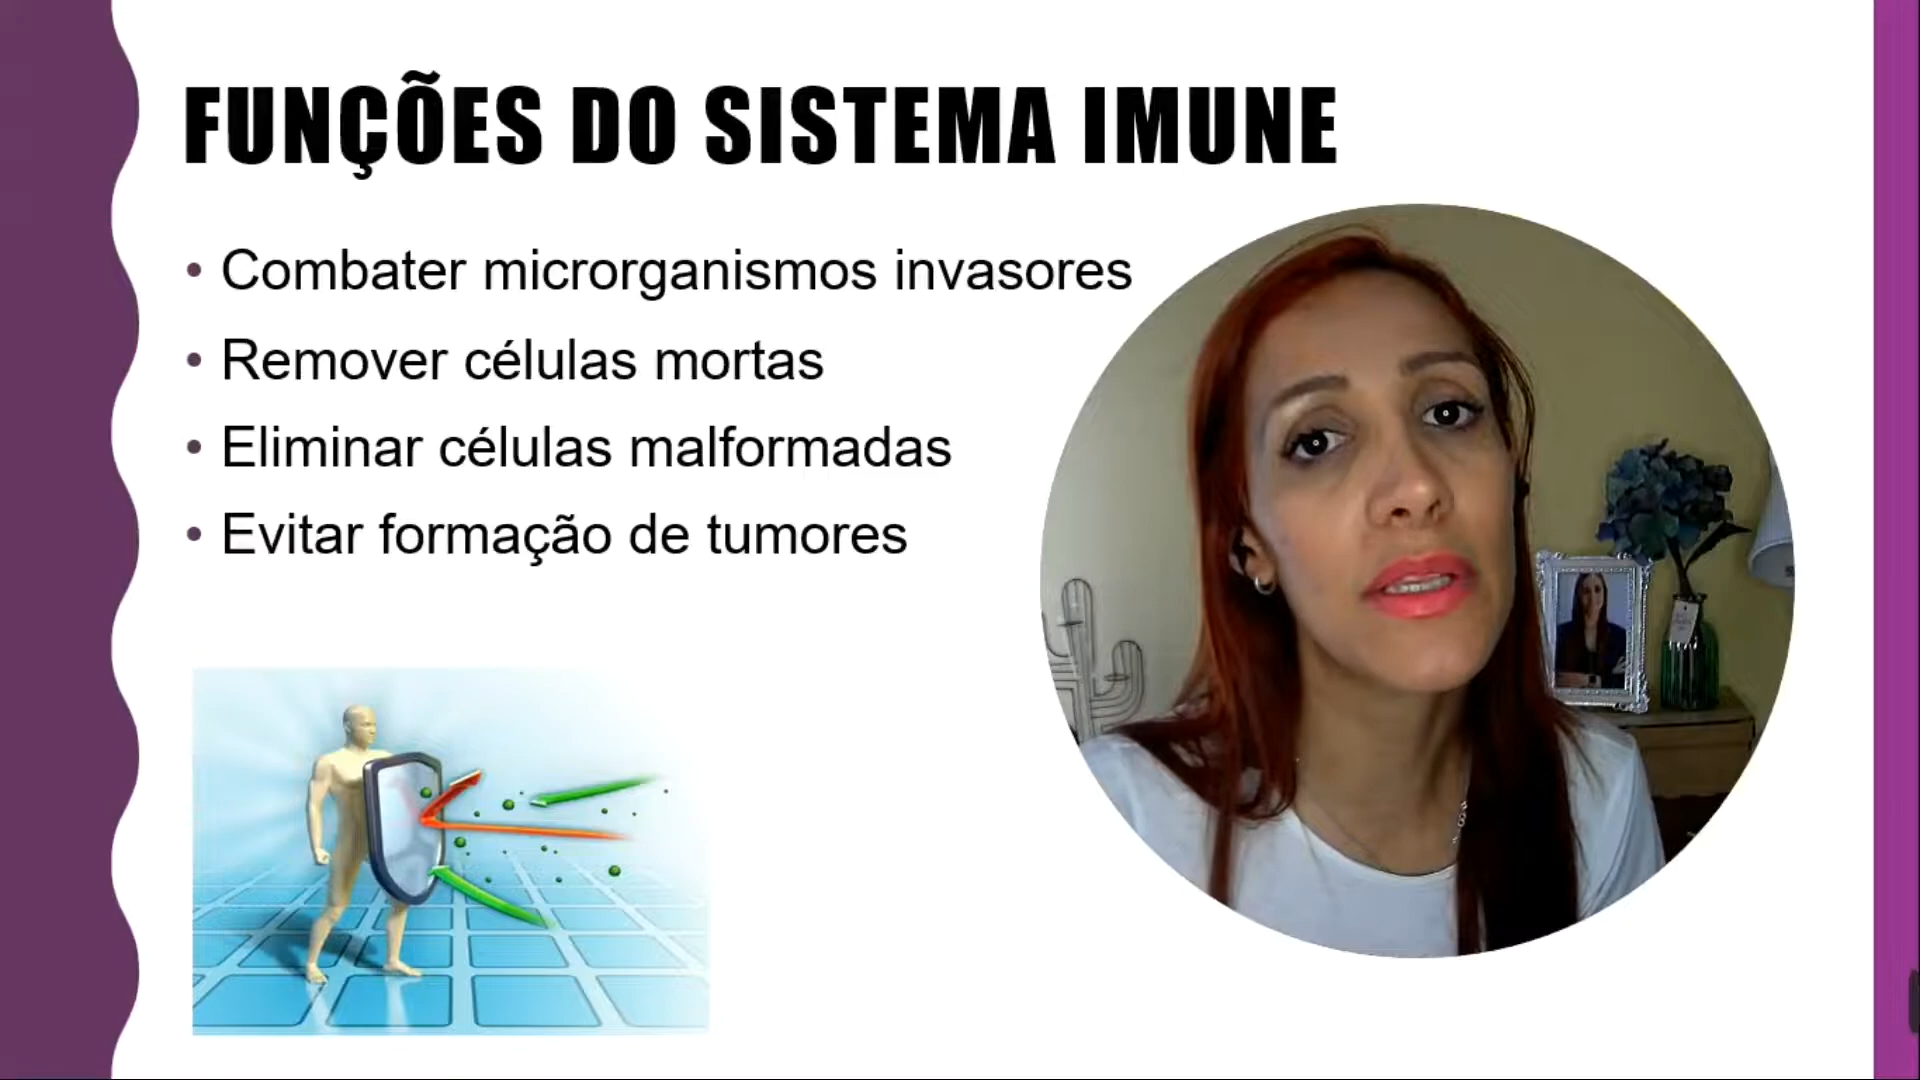 FUNÇÕES DO SISTEMA IMUNE
• Combater microrganismos invasores
• Remover células mortas
• Eliminar células malformadas
• Evitar formação de tumores